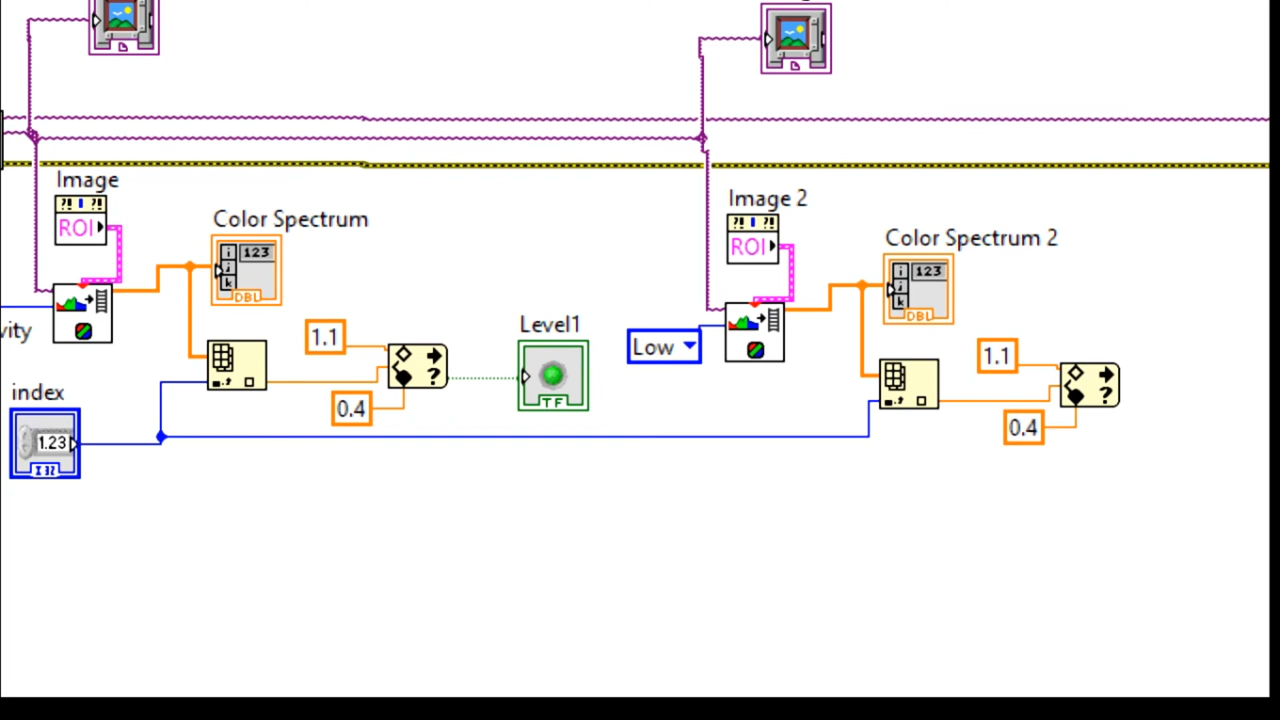 Image
!! i !!
ROI
Color Spectrum
i 123
j
k
DBL
vity
1.1
Level1
0.4
TF
index
1.23
I32
Image 2
!! i !!
ROI
Color Spectrum 2
i 123
j
k
DBL
Low
1.1
0.4
?
?